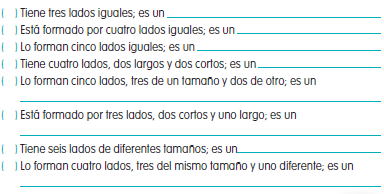 ( ) Tiene tres lados iguales; es un
( ) Está formado por cuatro lados iguales; es un
( ) Lo forman cinco lados iguales; es un
( ) Tiene cuatro lados, dos largos y dos cortos; es un
( ) Lo forman cinco lados, tres de un tamaño y dos de otro; es un
( ) Está formado por tres lados, dos cortos y uno largo; es un
( ) Tiene seis lados de diferentes tamaños; es un
( ) Lo forman cuatro lados, tres del mismo tamaño y uno diferente; es un